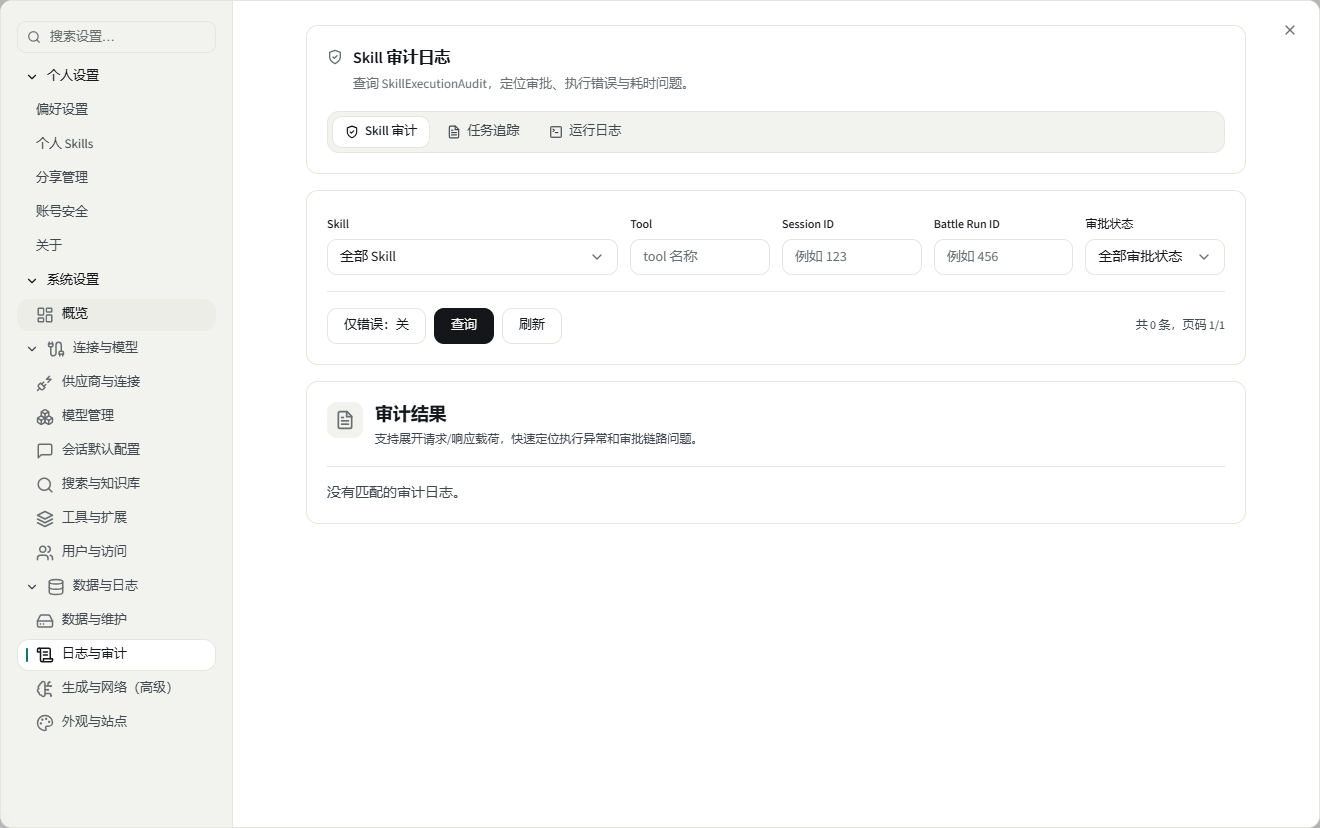 搜索设置...
个人设置
偏好设置
个人 Skills
分享管理
账号安全
关于
系统设置
概览
连接与模型
供应商与连接
模型管理
会话默认配置
搜索与知识库
工具与扩展
用户与访问
数据与日志
数据与维护
日志与审计
生成与网络（高级）
外观与站点
Skill 审计日志
查询 SkillExecutionAudit，定位审批、执行错误与耗时问题。
Skill 审计 任务追踪 运行日志
Skill Tool Session ID Battle Run ID 审批状态
全部 Skill tool 名称 例如 123 例如 456 全部审批状态
仅错误：关 查询 刷新 共 0 条，页码 1/1
审计结果
支持展开请求/响应载荷，快速定位执行异常和审批链路问题。
没有匹配的审计日志。